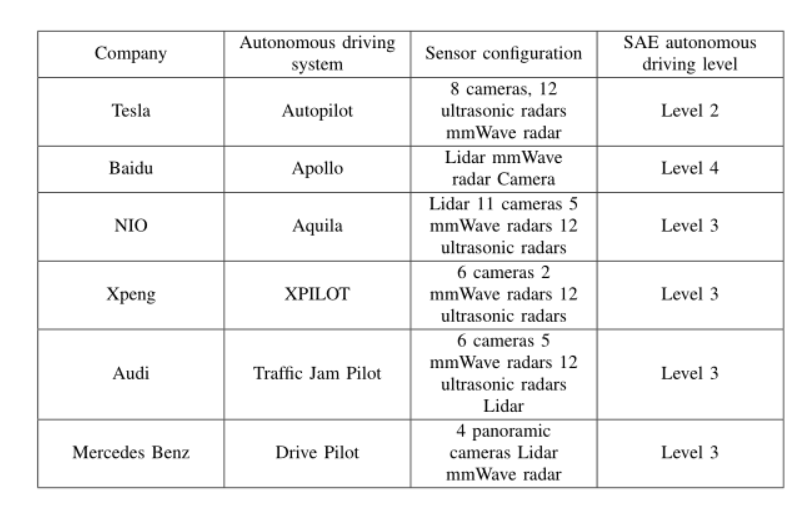 Company
Autonomous driving
system
Sensor configuration
SAE autonomous
driving level
Tesla
Autopilot
8 cameras, 12
ultrasonic radars
mmWave radar
Level 2
Baidu
Apollo
Lidar mmWave
radar Camera
Level 4
NIO
Aquila
Lidar 11 cameras 5
mmWave radars 12
ultrasonic radars
Level 3
Xpeng
XPILOT
6 cameras 2
mmWave radars 12
ultrasonic radars
Level 3
Audi
Traffic Jam Pilot
6 cameras 5
mmWave radars 12
ultrasonic radars
Lidar
Level 3
Mercedes Benz
Drive Pilot
4 panoramic
cameras Lidar
mmWave radar
Level 3